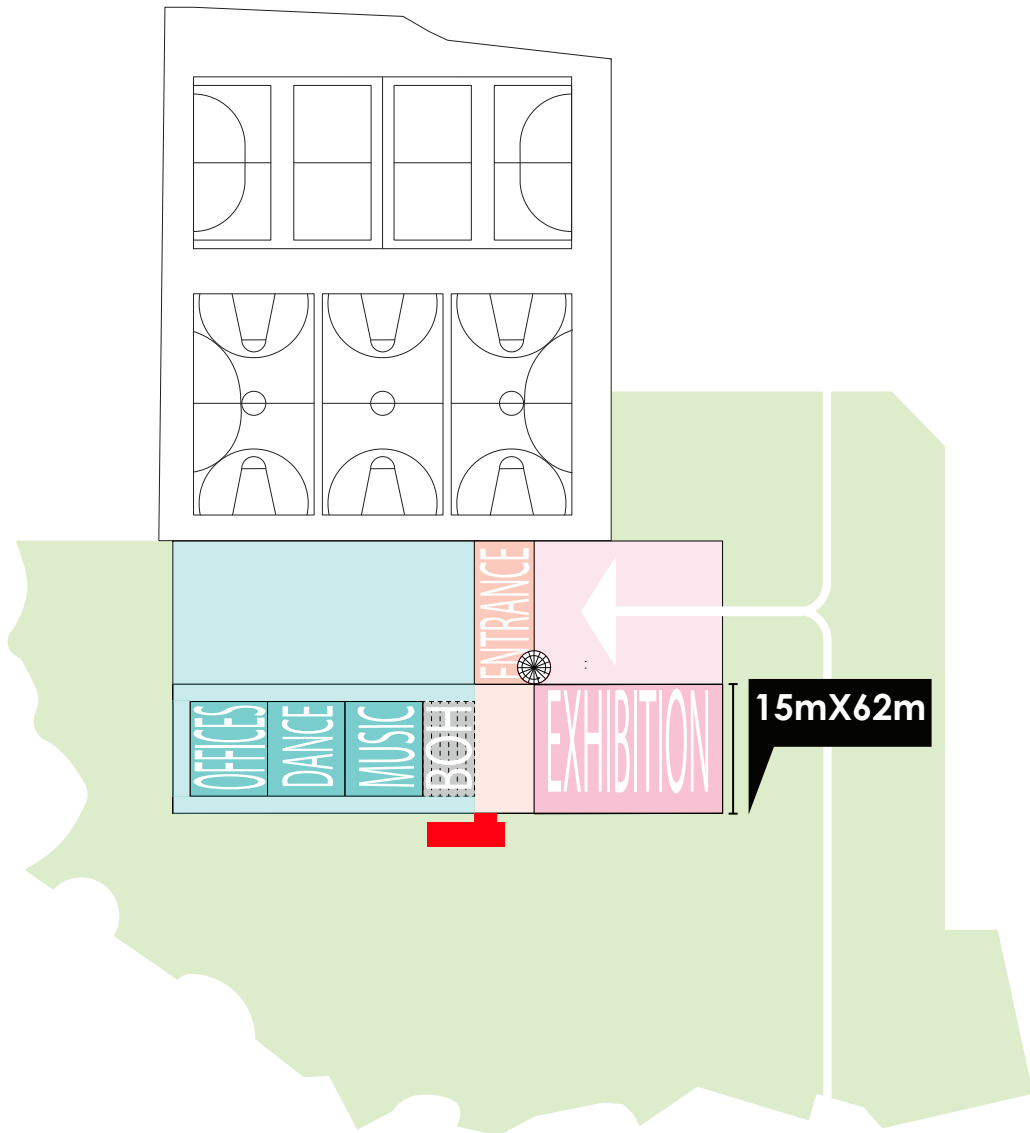 ENTRANCE
OFFICES
DANCE
MUSIC
BOH
EXHIBITION
15mX62m